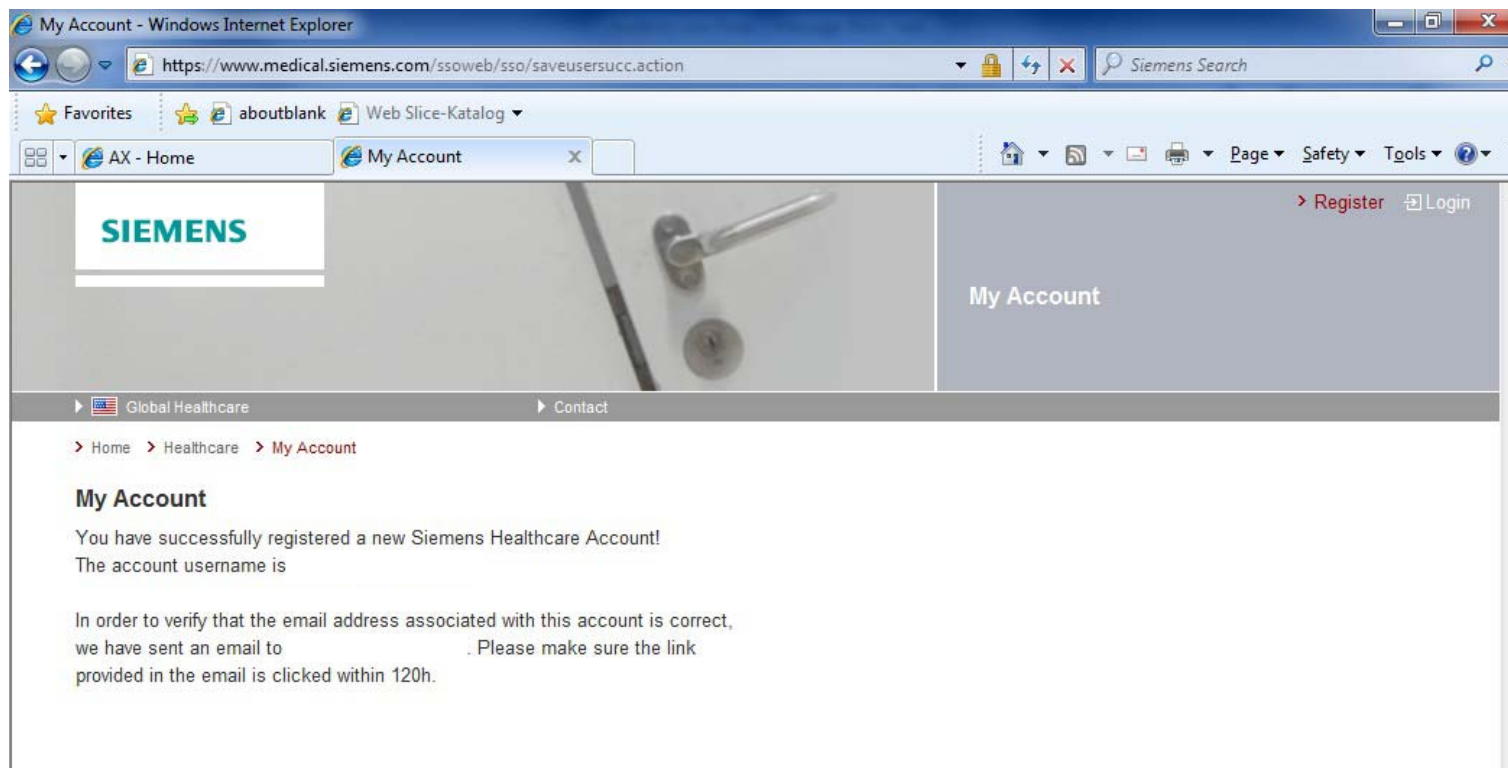 My Account - Windows Internet Explorer
https://www.medical.siemens.com/ssoweb/sso/saveusersucc.action
Siemens Search
Favorites aboutblank Web Slice-Katalog
AX - Home My Account Page Safety Tools
SIEMENS
Register Login
My Account
Global Healthcare Contact
> Home > Healthcare > My Account
My Account
You have successfully registered a new Siemens Healthcare Account!
The account username is
In order to verify that the email address associated with this account is correct,
we have sent an email to . Please make sure the link
provided in the email is clicked within 120h.